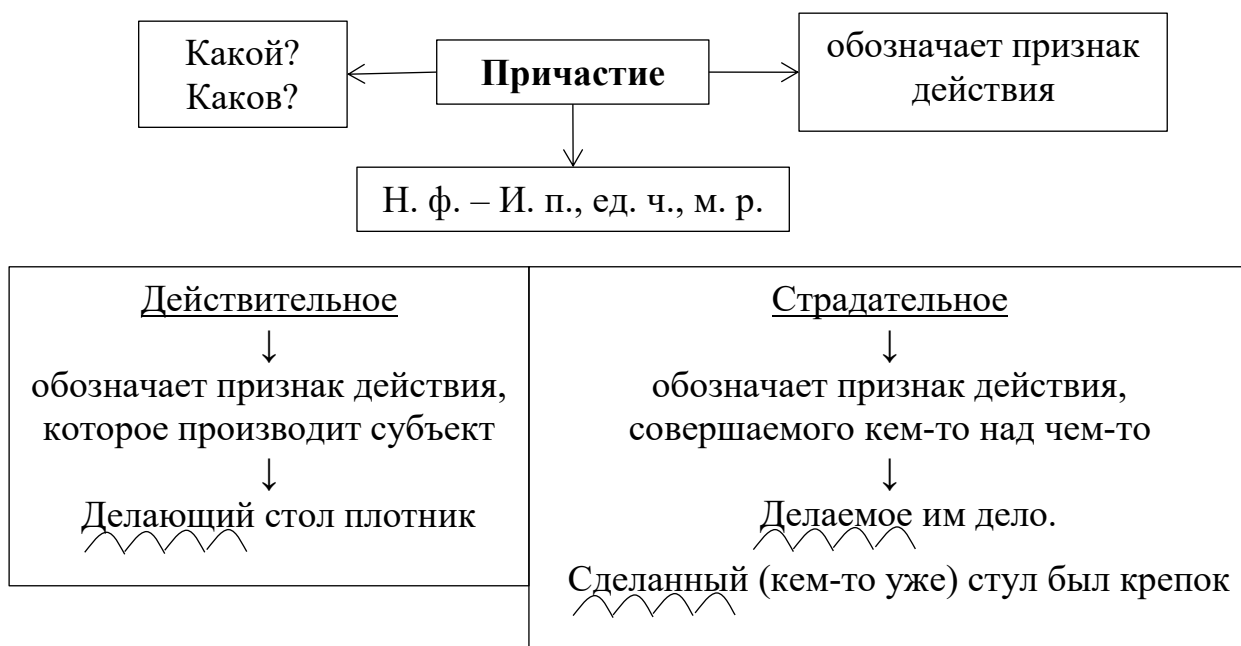 Какой?
Каков?
Причастие
обозначает признак
действия
Н. ф. – И. п., ед. ч., м. р.
Действительное
↓
обозначает признак действия,
которое производит субъект
↓
Делающий стол плотник
Страдательное
↓
обозначает признак действия,
совершаемого кем-то над чем-то
↓
Делаемое им дело.
Сделанный (кем-то уже) стул был крепок